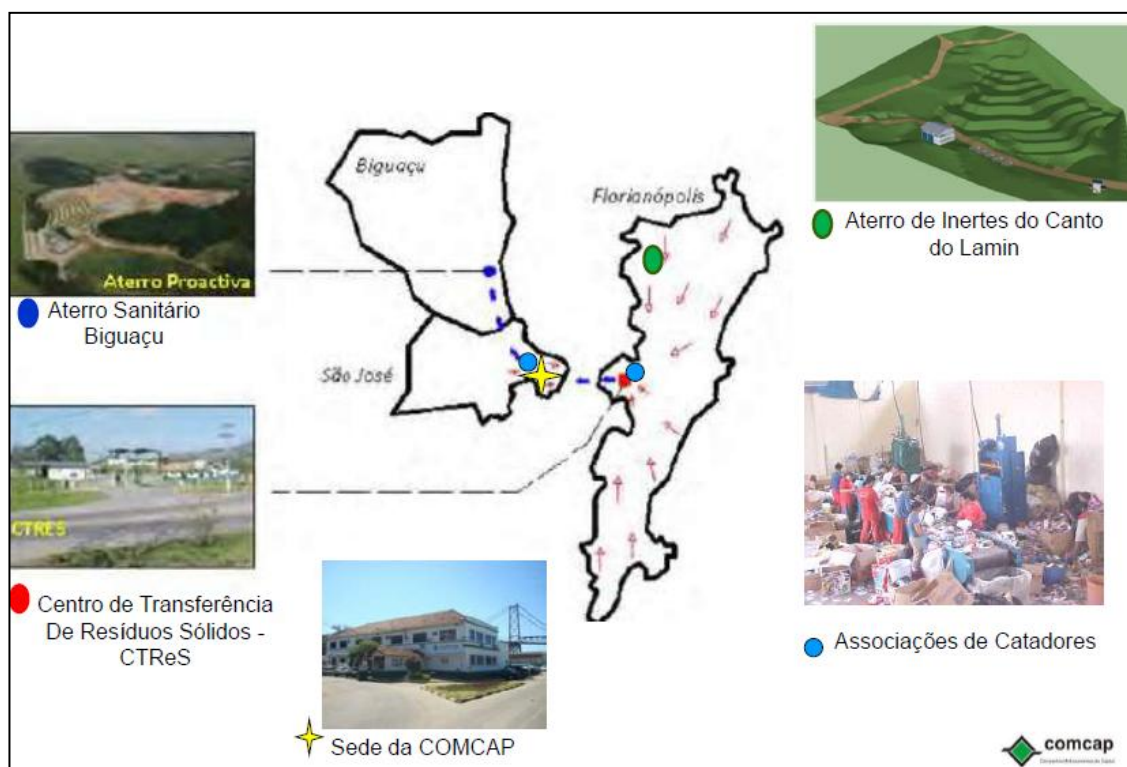 Biguaçu
Florianópolis
São José
Aterro Proactiva
Aterro Sanitário
Biguaçu
CTRES
Centro de Transferência
De Resíduos Sólidos -
CTReS
Sede da COMCAP
Aterro de Inertes do Canto
do Lamin
Associações de Catadores
comcap